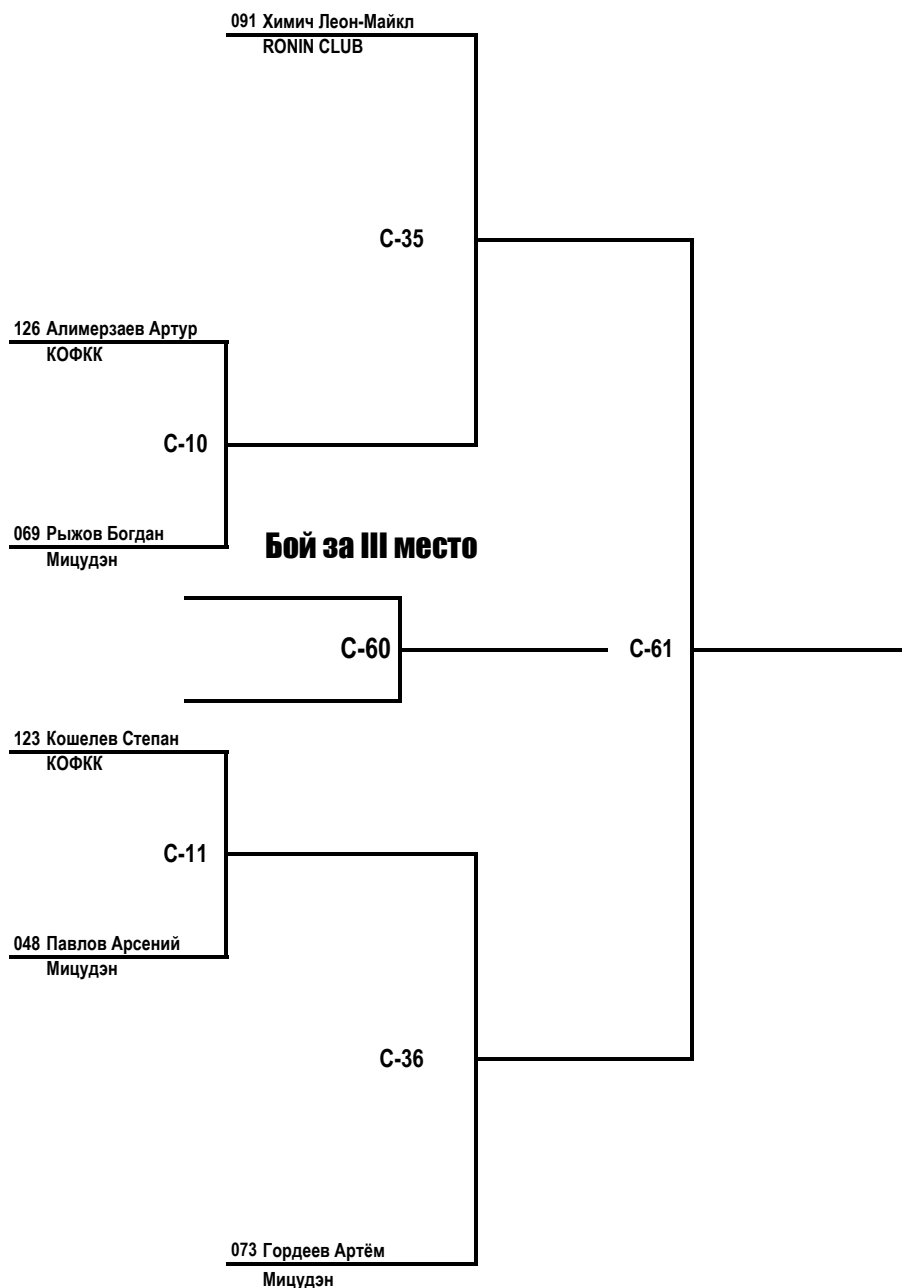 091 Химич Леон-Майкл
RONIN CLUB
С-35
126 Алимерзаев Артур
КОФКК
С-10
069 Рыжов Богдан
Мицудэн
Бой за III место
С-60
С-61
123 Кошелев Степан
КОФКК
С-11
048 Павлов Арсений
Мицудэн
С-36
073 Гордеев Артём
Мицудэн